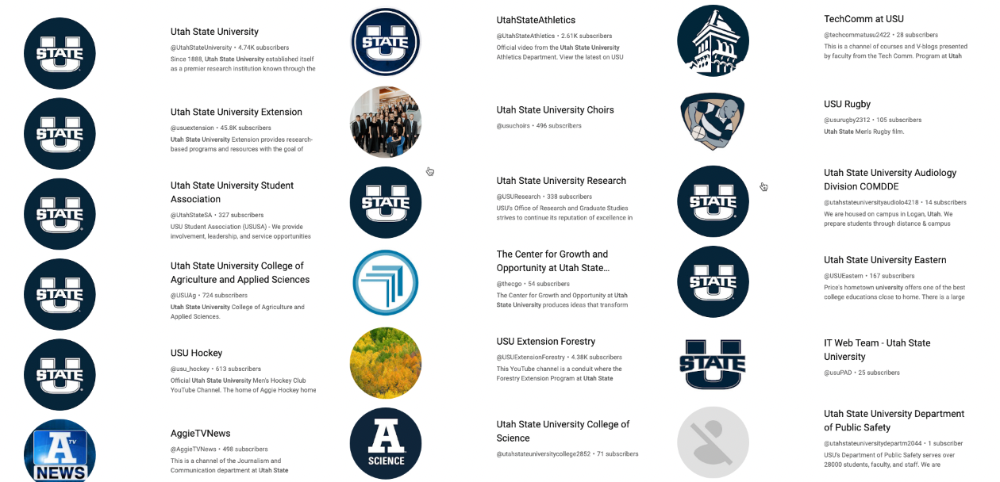 STATE
Utah State University
@UtahStateUniversity • 4.74K subscribers
Since 1888, Utah State University established itself
as a premier research institution known through the
STATE
Utah State University Extension
@usuextension • 45.8K subscribers
Utah State University Extension provides research-
based programs and resources with the goal of
STATE
Utah State University Student
Association
@UtahStateSA • 327 subscribers
USU Student Association (USUSA) - We provide
involvement, leadership, and service opportunities
STATE
Utah State University College of
Agriculture and Applied Sciences
@USUAg • 724 subscribers
Utah State University College of Agriculture and
Applied Sciences.
STATE
USU Hockey
@usu_hockey • 613 subscribers
Official Utah State University Men's Hockey Club
YouTube Channel. The home of Aggie Hockey home
A TV
NEWS
AggieTVNews
@AggieTVNews • 498 subscribers
This is a channel of the Journalism and
Communication department at Utah State
STATE
UtahStateAthletics
@UtahStateAthletics • 2.61K subscribers
Official video from the Utah State University
Athletics Department. View the latest on USU
Utah State University Choirs
@usuchoirs • 496 subscribers
STATE
Utah State University Research
@USUResearch • 338 subscribers
USU's Office of Research and Graduate Studies
strives to continue its reputation of excellence in
The Center for Growth and
Opportunity at Utah State...
@thecgo • 54 subscribers
The Center for Growth and Opportunity at Utah
State University produces ideas that transform
USU Extension Forestry
@USUExtensionForestry • 4.38K subscribers
This YouTube channel is a conduit where the
Forestry Extension Program at Utah State
A
SCIENCE
Utah State University College of
Science
@utahstateuniversitycollege2852 • 71 subscribers
TechComm at USU
@techcommatusu2422 • 28 subscribers
This is a channel of courses and V-blogs presented
by faculty from the Tech Comm. Program at Utah
USU Rugby
@usurugby2312 • 105 subscribers
Utah State Men's Rugby film.
STATE
Utah State University Audiology
Division COMDDE
@utahstateuniversityaudiolo4218 • 14 subscribers
We are housed on campus in Logan, Utah. We
prepare students through distance & campus
STATE
Utah State University Eastern
@USUEastern • 167 subscribers
Price's hometown university offers one of the best
college educations close to home. There is a large
STATE
IT Web Team - Utah State
University
@usuPAD • 25 subscribers
Utah State University Department
of Public Safety
@utahstateuniversitydepartm2044 • 1 subscriber
USU's Department of Public Safety serves over
28000 students, faculty, and staff. We are